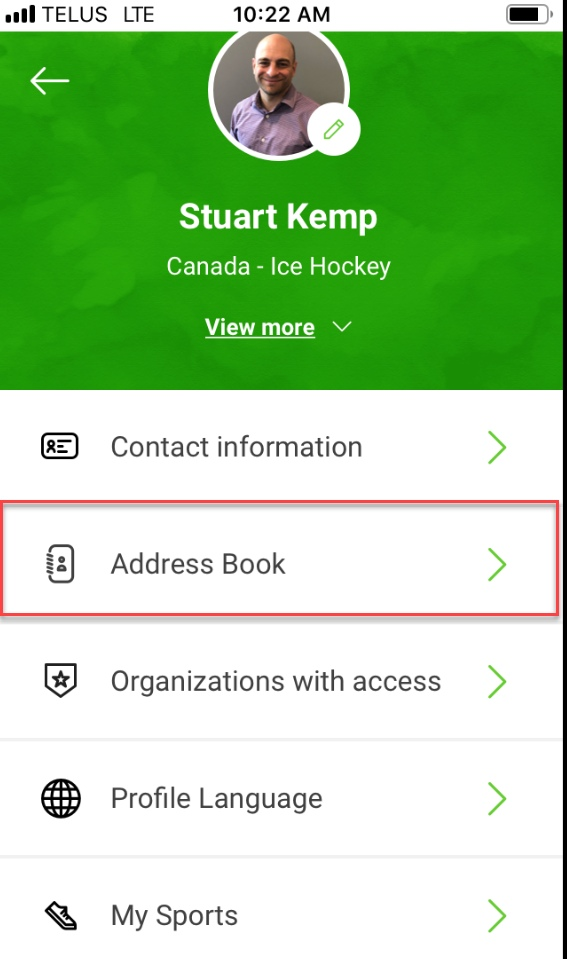 TELUS LTE 10:22 AM
Stuart Kemp
Canada - Ice Hockey
View more
Contact information
Address Book
Organizations with access
Profile Language
My Sports